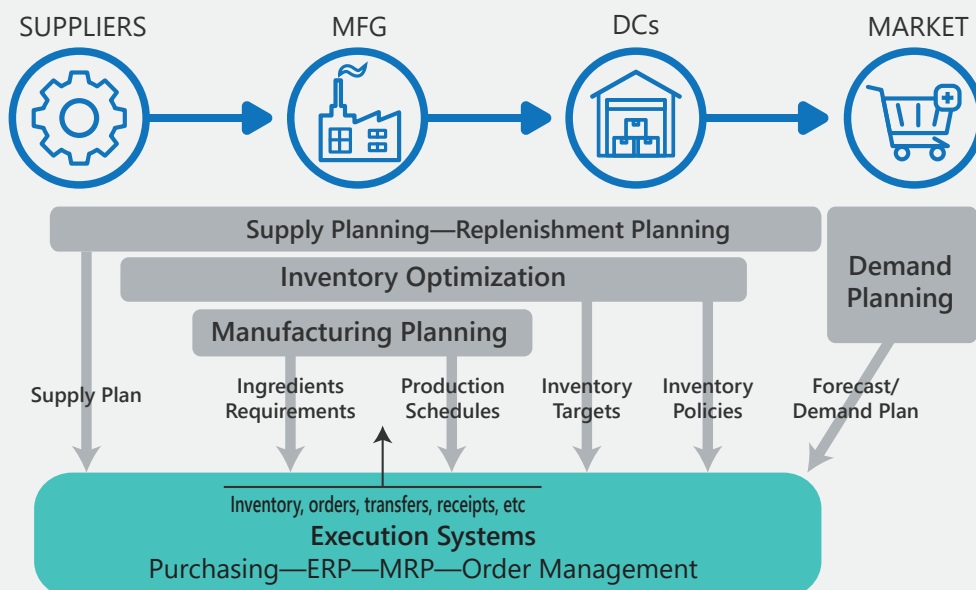 SUPPLIERS
MFG
DCs
MARKET
Supply Planning—Replenishment Planning
Inventory Optimization
Manufacturing Planning
Demand
Planning
Supply Plan
Ingredients
Requirements
Production
Schedules
Inventory
Targets
Inventory
Policies
Forecast/
Demand Plan
Inventory, orders, transfers, receipts, etc
Execution Systems
Purchasing—ERP—MRP—Order Management